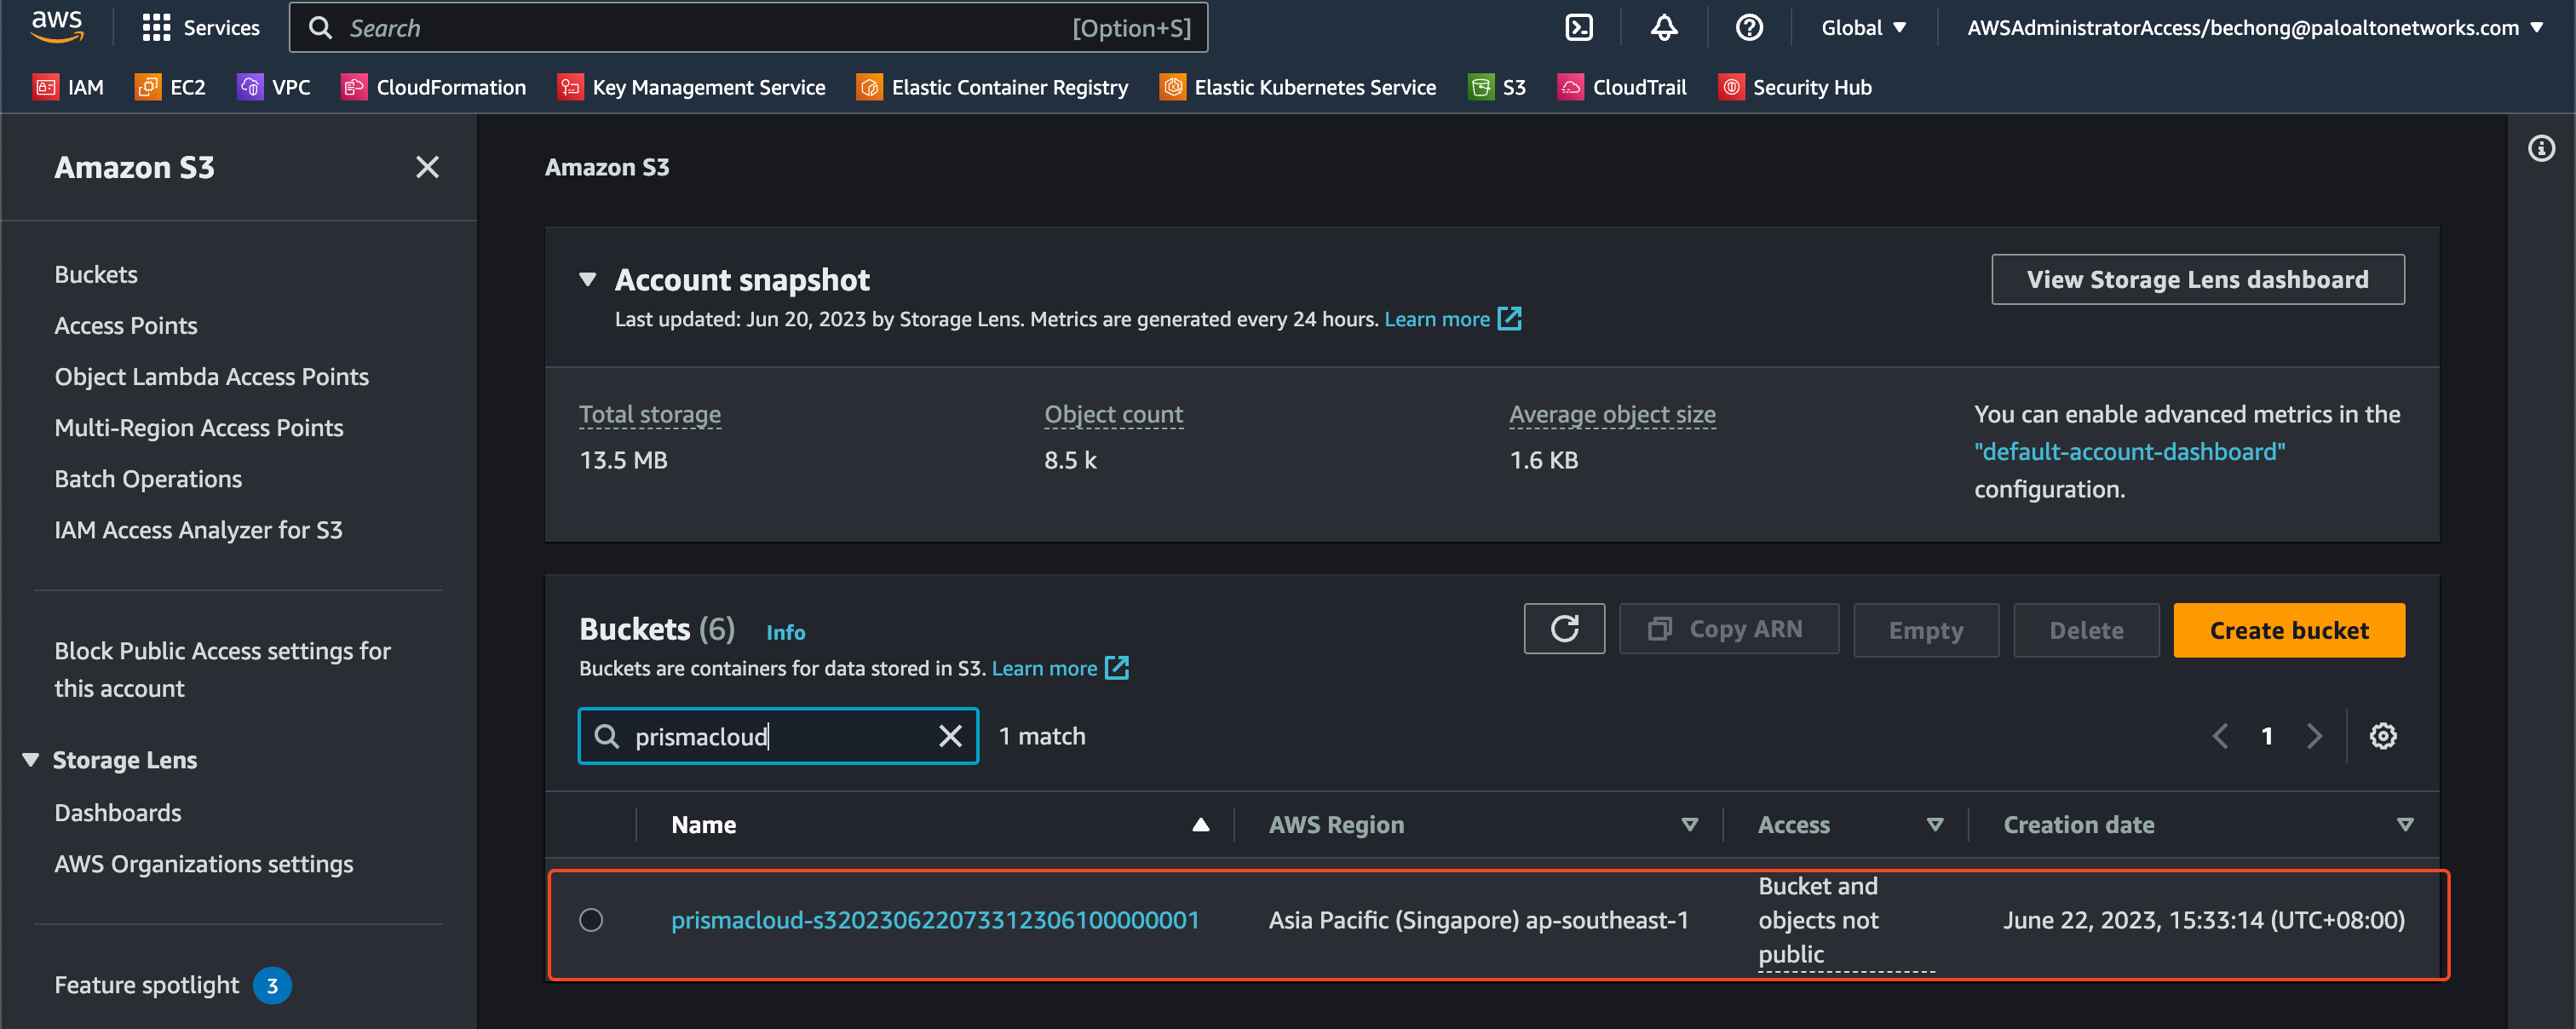 aws
Services
Search [Option+S]
Global
AWSAdministratorAccess/bechong@paloaltonetworks.com
IAM
EC2
VPC
CloudFormation
Key Management Service
Elastic Container Registry
Elastic Kubernetes Service
S3
CloudTrail
Security Hub
Amazon S3
Buckets
Access Points
Object Lambda Access Points
Multi-Region Access Points
Batch Operations
IAM Access Analyzer for S3
Block Public Access settings for
this account
Storage Lens
Dashboards
AWS Organizations settings
Feature spotlight 3
Amazon S3
Account snapshot
Last updated: Jun 20, 2023 by Storage Lens. Metrics are generated every 24 hours. Learn more
View Storage Lens dashboard
Total storage
13.5 MB
Object count
8.5 k
Average object size
1.6 KB
You can enable advanced metrics in the
"default-account-dashboard"
configuration.
Buckets (6) Info
Buckets are containers for data stored in S3. Learn more
Copy ARN
Empty
Delete
Create bucket
prismacloud
1 match
1
Name
AWS Region
Access
Creation date
prismacloud-s32023062207331230610000​0001
Asia Pacific (Singapore) ap-southeast-1
Bucket and
objects not
public
June 22, 2023, 15:33:14 (UTC+08:00)